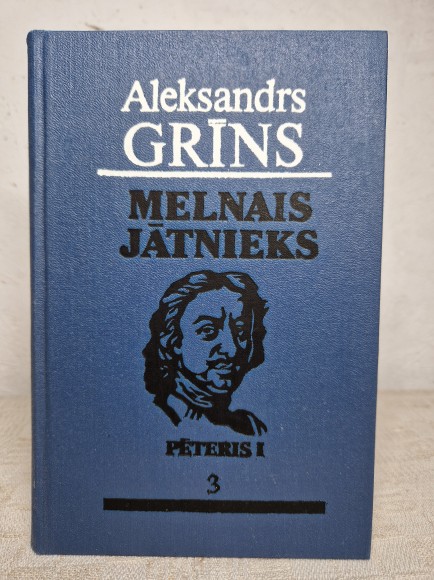 Aleksandrs
GRĪNS
MELNAIS
JĀTNIEKS
PĒTERIS I
3